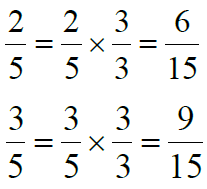 2/5 = 2/5 × 3/3 = 6/15
3/5 = 3/5 × 3/3 = 9/15